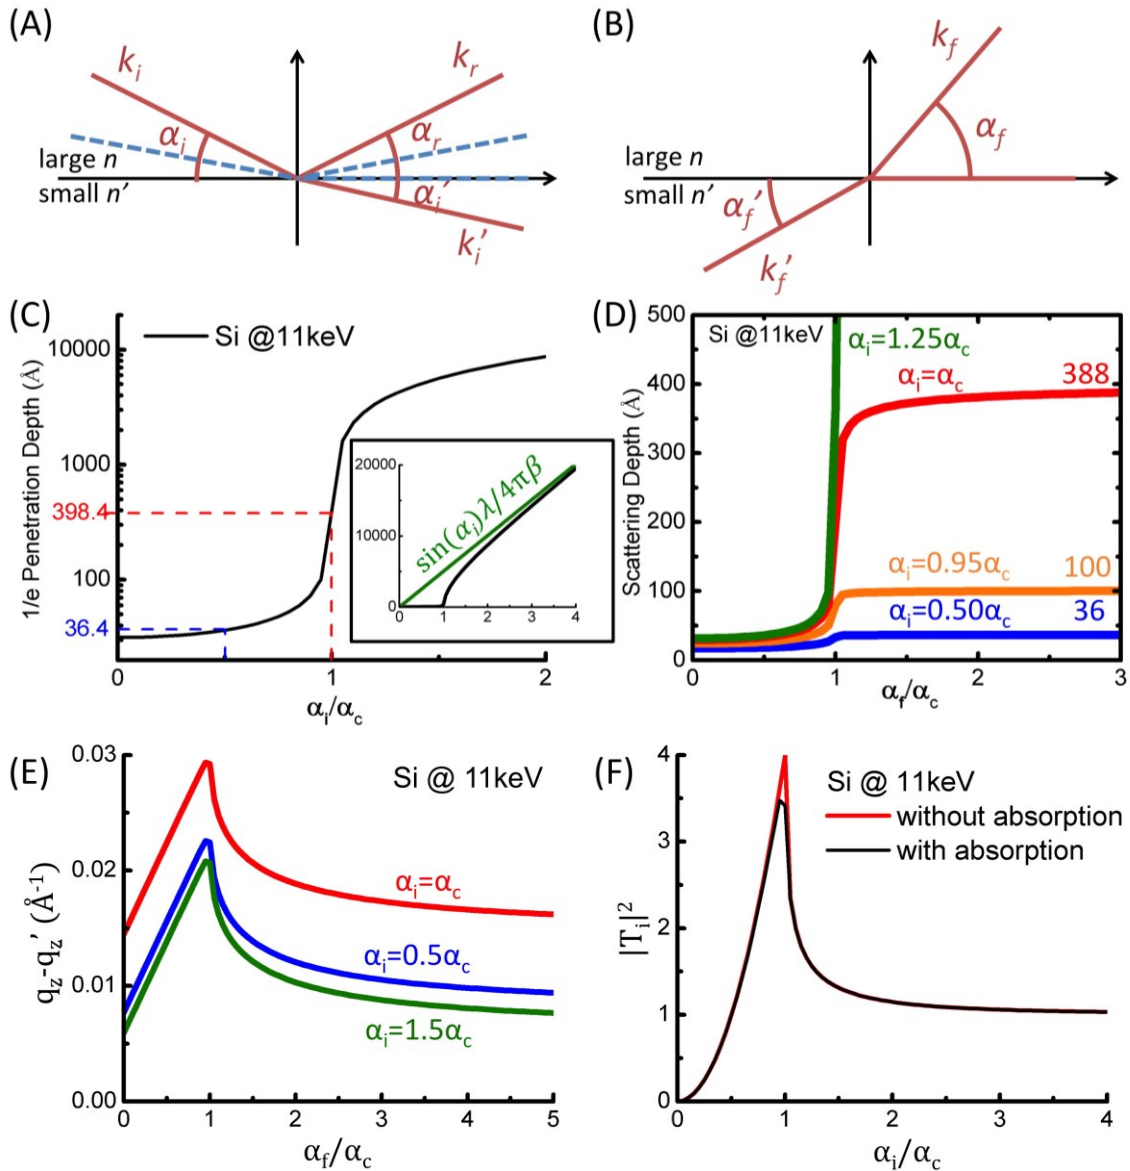 (A)
k_i
k_r
α_i
α_r
large n
small n'
α_i'
k_i'
(B)
k_f
α_f
large n
small n'
α_f'
k_f'
(C)
Si @11keV
10000
1000
398.4
100
36.4
1/e Penetration Depth (Å)
0
1
2
α_i/α_c
20000
10000
0
0
1
2
3
4
sin(α_i)λ/4πβ
(D)
Si @11keV
500
400
300
200
100
0
Scattering Depth (Å)
α_i=1.25α_c
α_i=α_c
388
α_i=0.95α_c
100
α_i=0.50α_c
36
0
1
2
3
α_f/α_c
(E)
Si @ 11keV
0.03
0.02
0.01
0.00
q_z-q_z' (Å⁻¹)
α_i=α_c
α_i=0.5α_c
α_i=1.5α_c
0
1
2
3
4
5
α_f/α_c
(F)
Si @ 11keV
without absorption
with absorption
4
3
2
1
0
|T_i|²
0
1
2
3
4
α_i/α_c